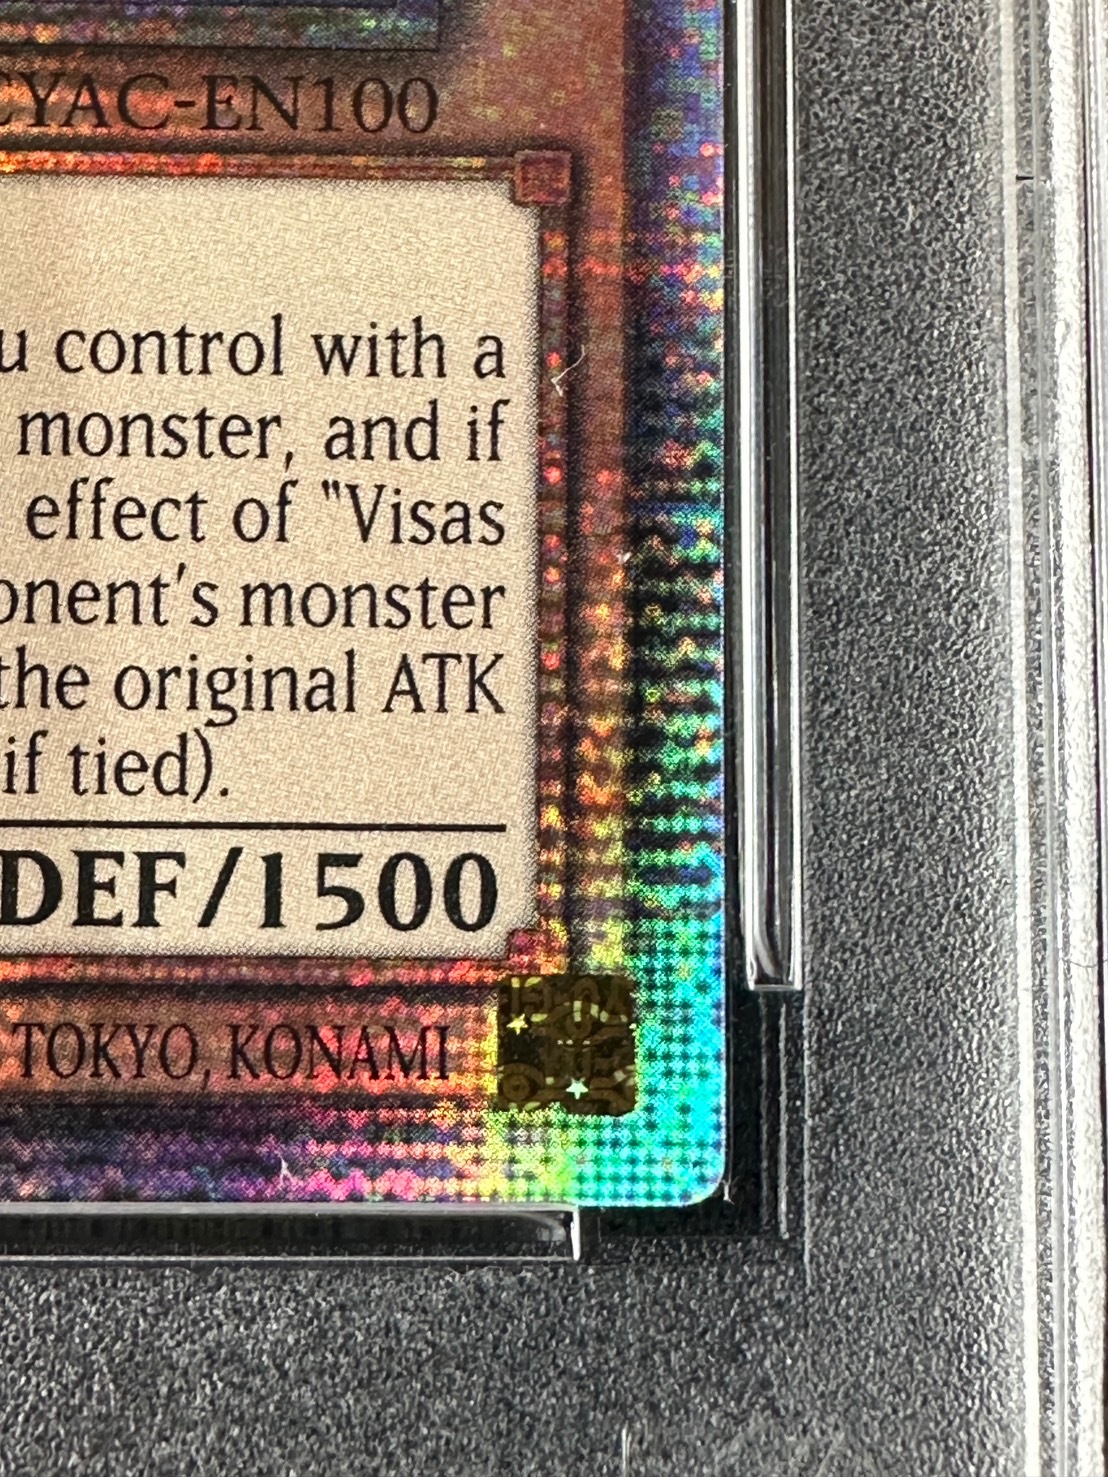 CYAC-EN100
u control with a
monster, and if
effect of "Visas
onent's monster
the original ATK
if tied).
DEF/1500
TOKYO, KONAMI